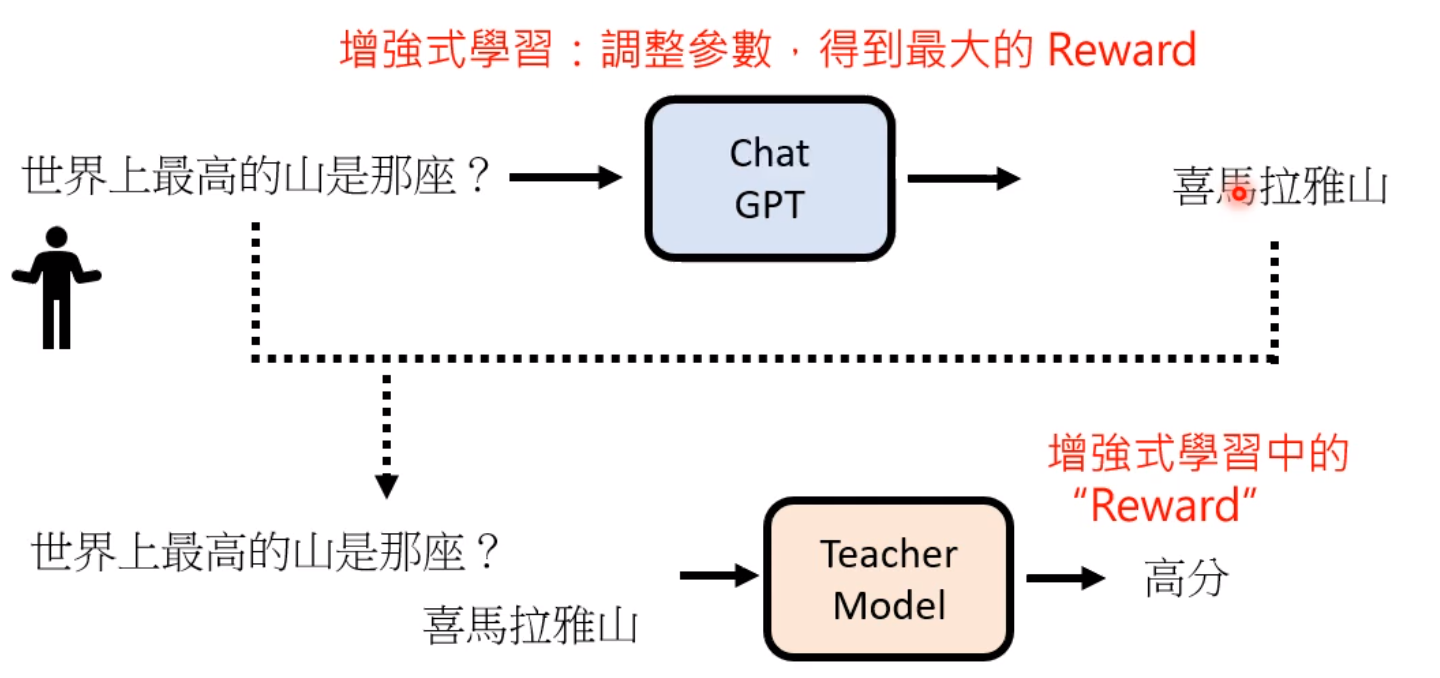 增強式學習：調整參數，得到最大的 Reward
世界上最高的山是那座？
Chat
GPT
喜馬拉雅山
增強式學習中的
“Reward”
世界上最高的山是那座？
喜馬拉雅山
Teacher
Model
高分